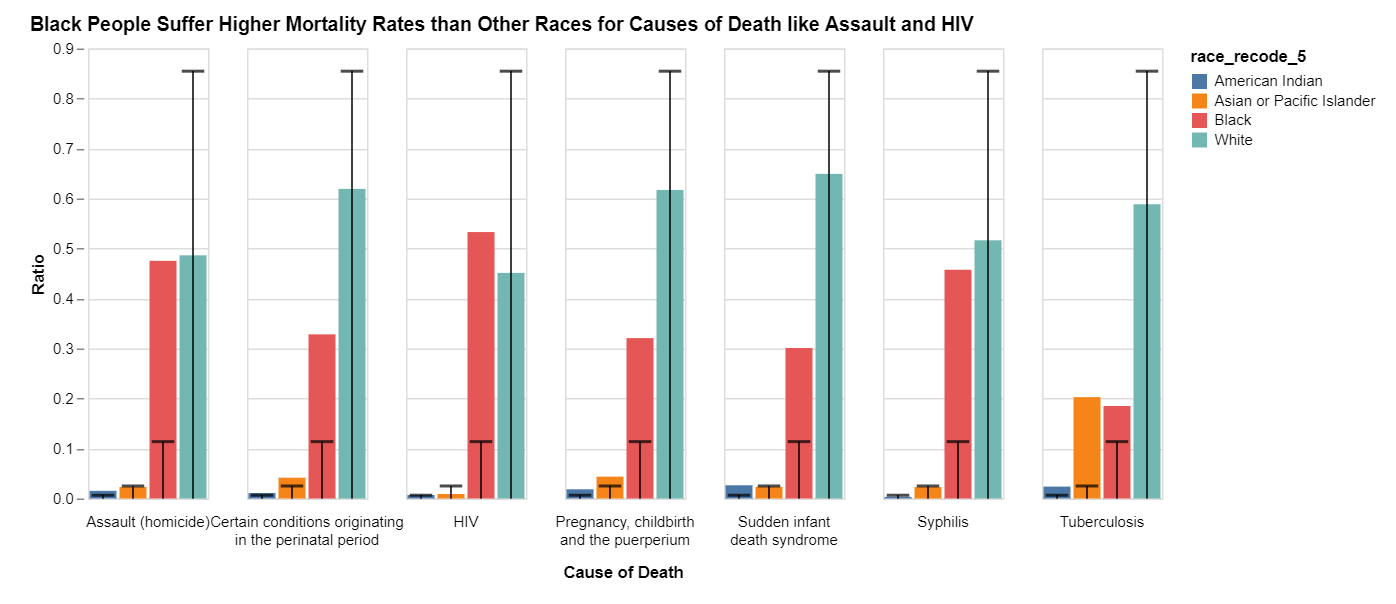 Black People Suffer Higher Mortality Rates than Other Races for Causes of Death like Assault and HIV
race_recode_5
American Indian
Asian or Pacific Islander
Black
White
Ratio
0.9
0.8
0.7
0.6
0.5
0.4
0.3
0.2
0.1
0.0
Assault (homicide)
Certain conditions originating
in the perinatal period
HIV
Pregnancy, childbirth
and the puerperium
Sudden infant
death syndrome
Syphilis
Tuberculosis
Cause of Death